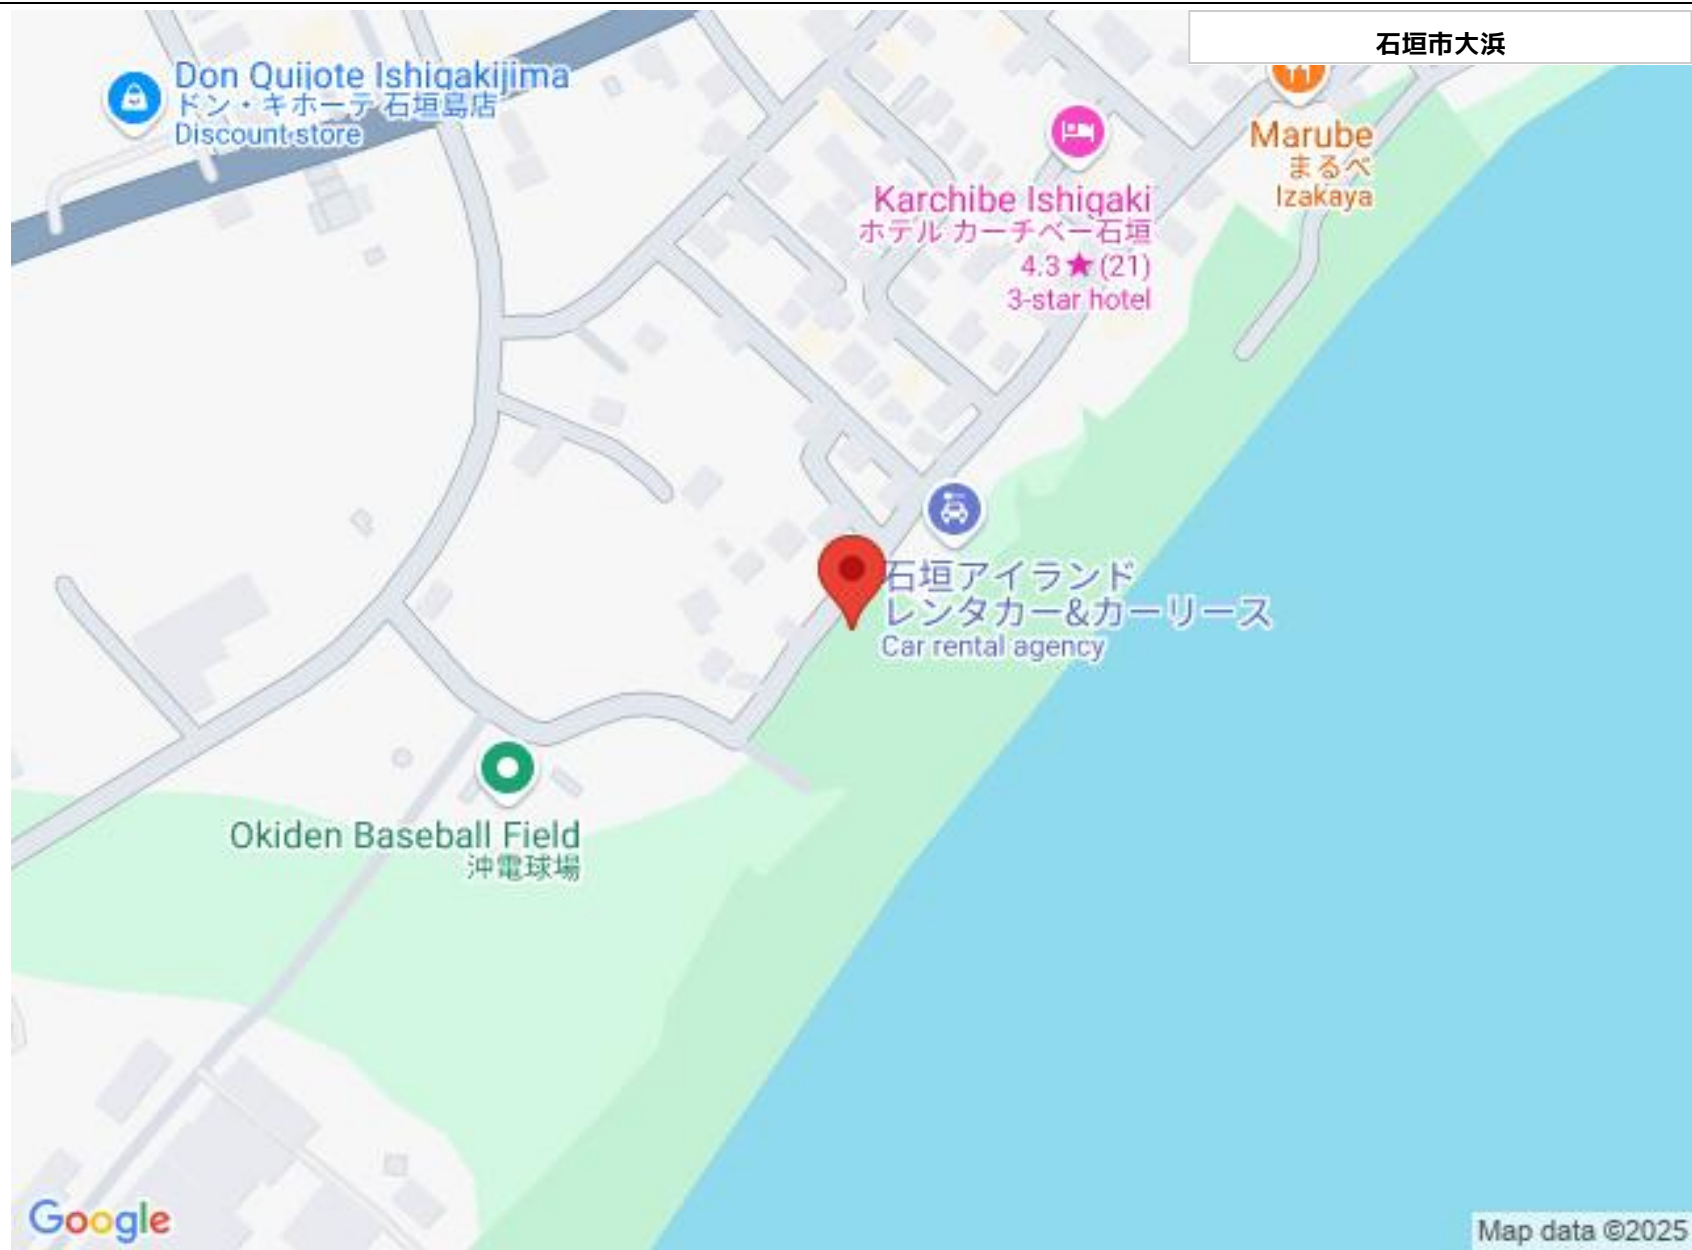 石垣市大浜
Don Quijote Ishigakijima
ドン・キホーテ 石垣島店
Discount store
Marube
まるべ
Izakaya
Karchibe Ishigaki
ホテル カーチベー石垣
4.3★(21)
3-star hotel
石垣アイランド
レンタカー&カーリース
Car rental agency
Okiden Baseball Field
沖電球場
Google
Map data ©2025